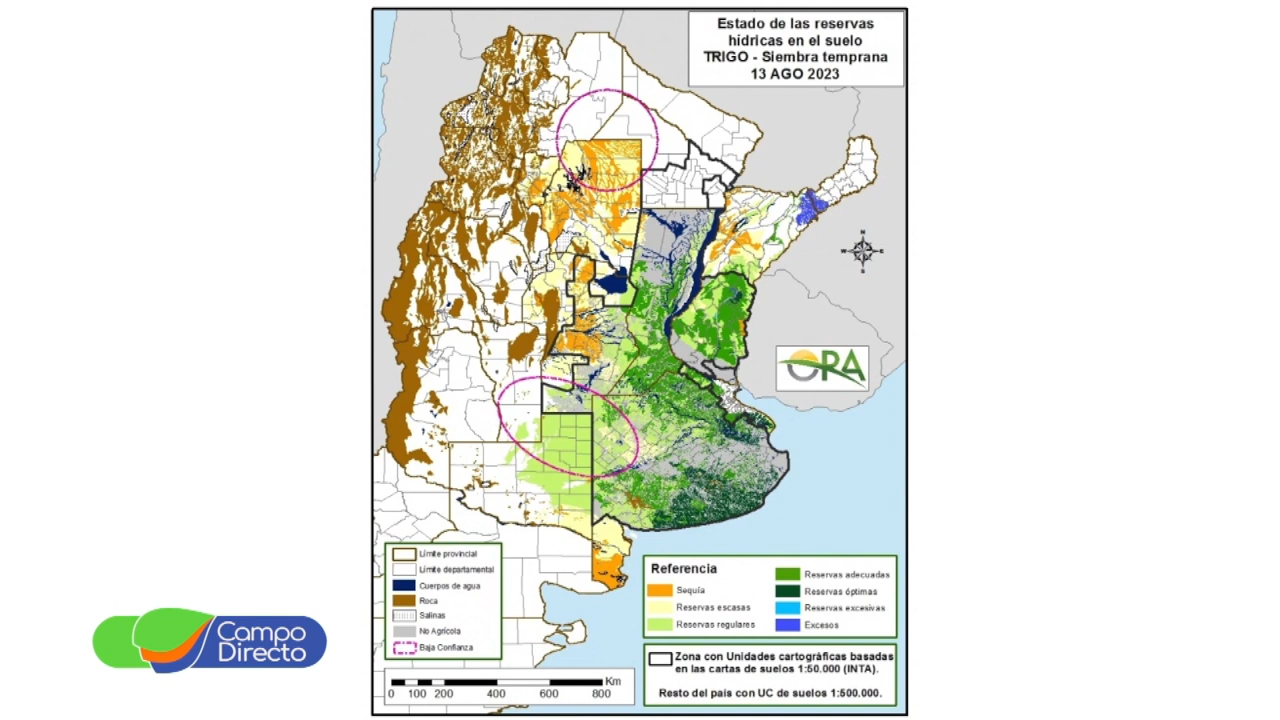 Estado de las reservas
hídricas en el suelo
TRIGO - Siembra temprana
13 AGO 2023
N
W
E
S
ORA
Límite provincial
Límite departamental
Cuerpos de agua
Roca
Salinas
No Agrícola
Baja Confianza
Referencia
Sequía
Reservas escasas
Reservas regulares
Reservas adecuadas
Reservas óptimas
Reservas excesivas
Excesos
Zona con Unidades cartográficas basadas
en las cartas de suelos 1:50.000 (INTA).
Resto del país con UC de suelos 1:500.000.
Km
0 100 200 400 600 800
Campo
Directo